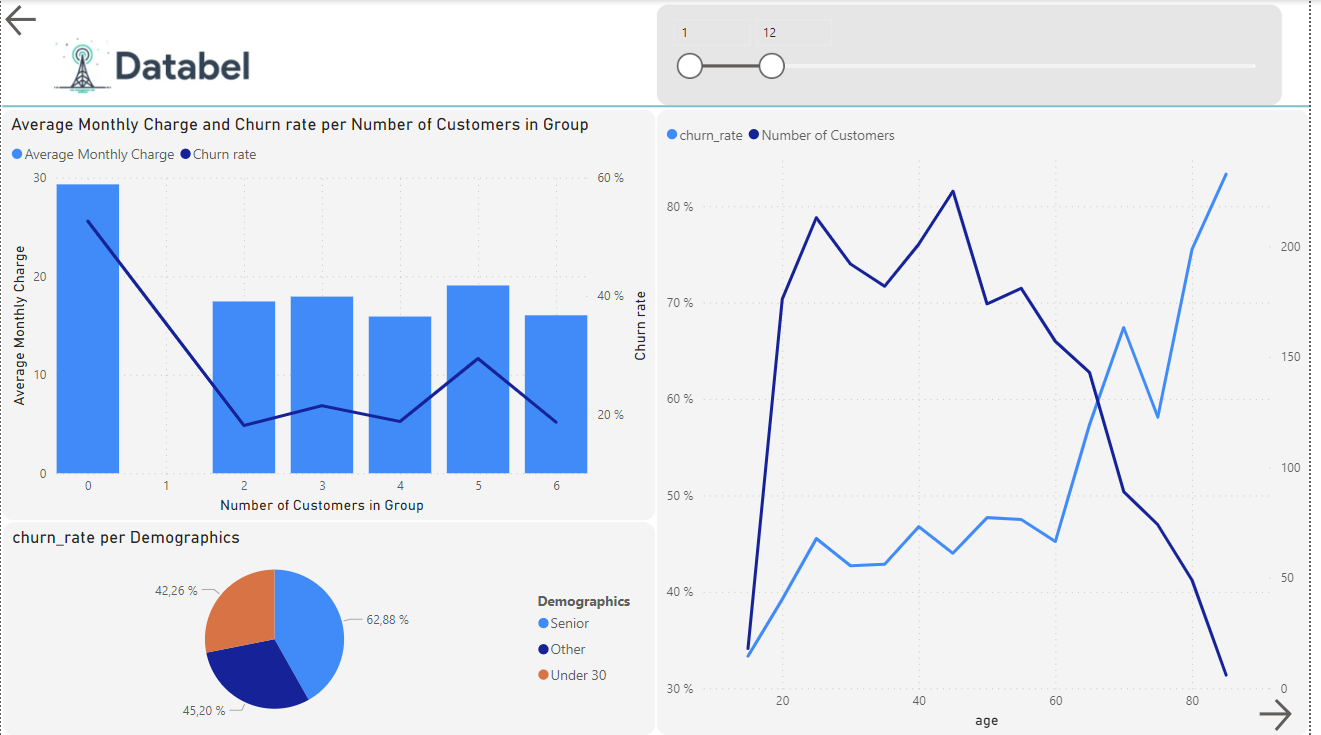 Databel
1 12
Average Monthly Charge and Churn rate per Number of Customers in Group
Average Monthly Charge Churn rate
30
20
10
0
60 %
40 %
20 %
Average Monthly Charge
Churn rate
0 1 2 3 4 5 6
Number of Customers in Group
churn_rate per Demographics
42,26 %
62,88 %
45,20 %
Demographics
Senior
Other
Under 30
churn_rate Number of Customers
80 %
70 %
60 %
50 %
40 %
30 %
200
150
100
50
0
20 40 60 80
age